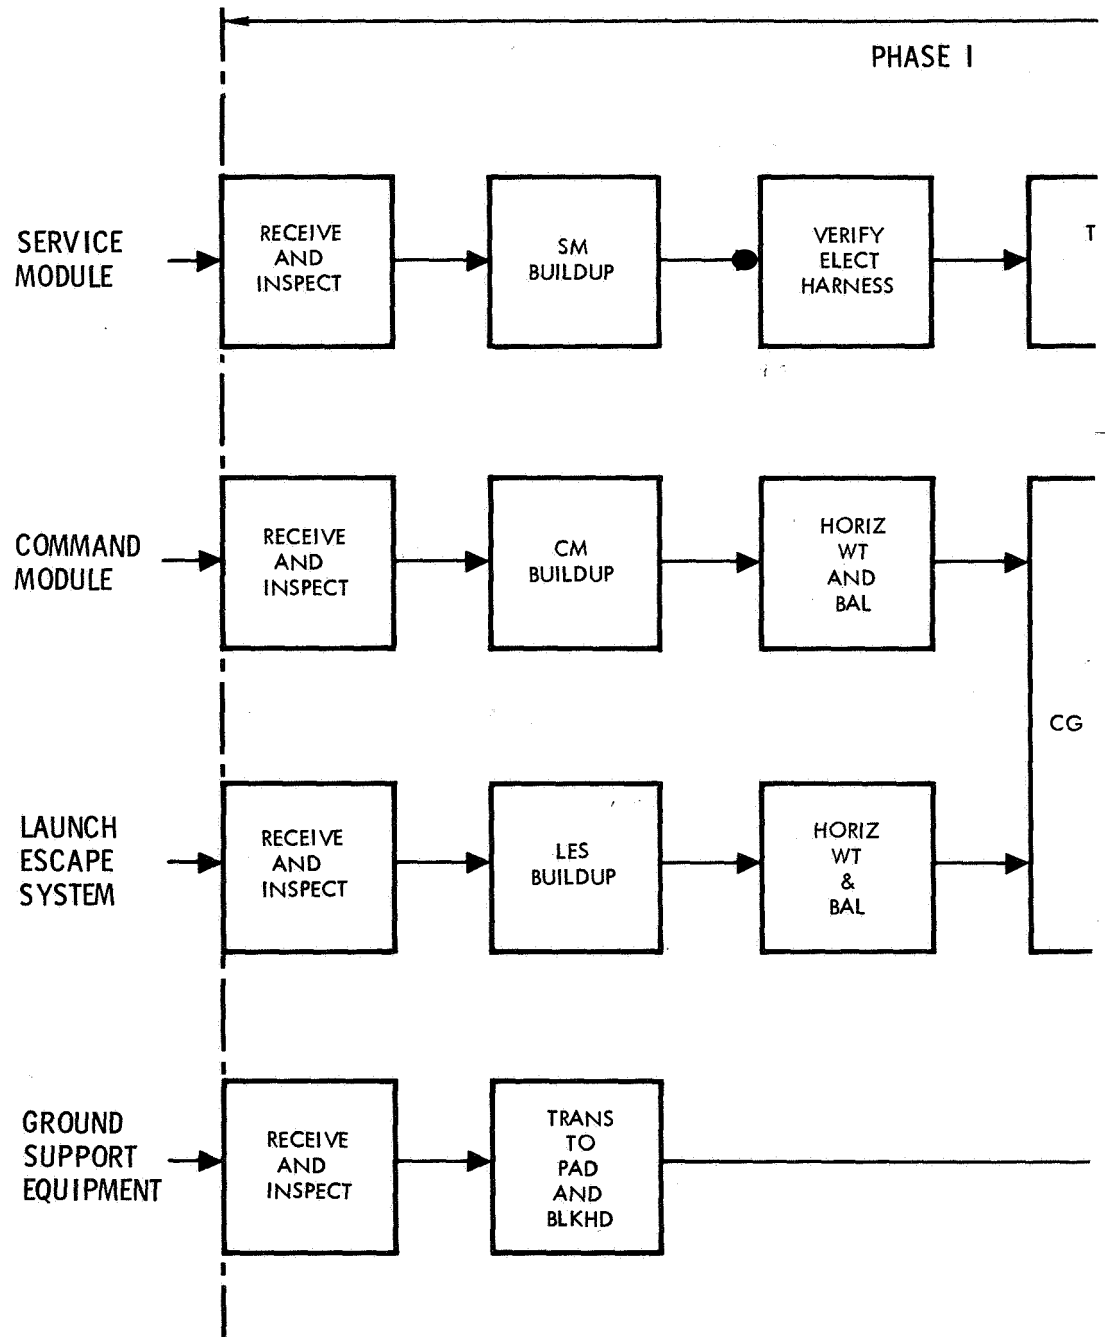 PHASE I
SERVICE
MODULE
RECEIVE
AND
INSPECT
SM
BUILDUP
VERIFY
ELECT
HARNESS
T
COMMAND
MODULE
RECEIVE
AND
INSPECT
CM
BUILDUP
HORIZ
WT
AND
BAL
CG
LAUNCH
ESCAPE
SYSTEM
RECEIVE
AND
INSPECT
LES
BUILDUP
HORIZ
WT
&
BAL
GROUND
SUPPORT
EQUIPMENT
RECEIVE
AND
INSPECT
TRANS
TO
PAD
AND
BLKHD